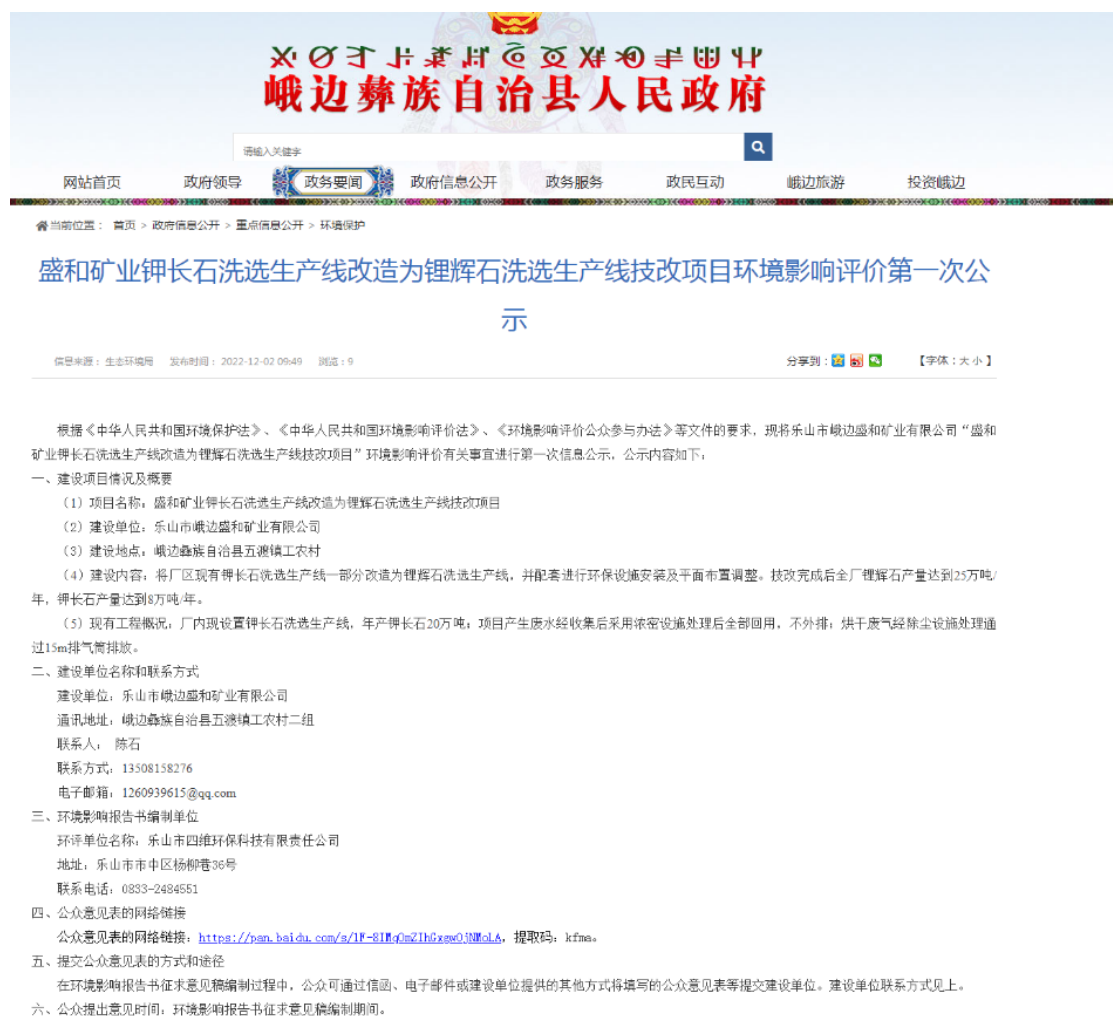 峨边彝族自治县人民政府
请输入关键字
网站首页 政府领导 政务要闻 政府信息公开 政务服务 政民互动 峨边旅游 投资峨边
当前位置： 首页 > 政府信息公开 > 重点信息公开 > 环境保护
盛和矿业钾长石洗选生产线改造为锂辉石洗选生产线技改项目环境影响评价第一次公
示
信息来源：生态环境局 发布时间：2022-12-02 09:49 浏览：9 分享到： 【字体：大 小】
根据《中华人民共和国环境保护法》、《中华人民共和国环境影响评价法》、《环境影响评价公众参与办法》等文件的要求，现将乐山市峨边盛和矿业有限公司“盛和
矿业钾长石洗选生产线改造为锂辉石洗选生产线技改项目”环境影响评价有关事宜进行第一次信息公示，公示内容如下：
一、建设项目情况及概要
（1）项目名称：盛和矿业钾长石洗选生产线改造为锂辉石洗选生产线技改项目
（2）建设单位：乐山市峨边盛和矿业有限公司
（3）建设地点：峨边彝族自治县五渡镇工农村
（4）建设内容：将厂区现有钾长石洗选生产线一部分改造为锂辉石洗选生产线，并配套进行环保设施安装及平面布置调整。技改完成后全厂锂辉石产量达到25万吨/
年，钾长石产量达到8万吨/年。
（5）现有工程概况：厂内现设置钾长石洗选生产线，年产钾长石20万吨；项目产生废水经收集后采用浓密设施处理后全部回用，不外排；烘干废气经除尘设施处理通
过15m排气筒排放。
二、建设单位名称和联系方式
建设单位：乐山市峨边盛和矿业有限公司
通讯地址：峨边彝族自治县五渡镇工农村二组
联系人： 陈石
联系方式：13508158276
电子邮箱：1260939615@qq.com
三、环境影响报告书编制单位
环评单位名称：乐山市四维环保科技有限责任公司
地址：乐山市市中区杨柳巷36号
联系电话：0833-2484551
四、公众意见表的网络链接
公众意见表的网络链接：https://pan.baidu.com/s/1F-8IMqOmZIhGxgwOjNMoLA，提取码：kfma。
五、提交公众意见表的方式和途径
在环境影响报告书征求意见稿编制过程中，公众可通过信函、电子邮件或建设单位提供的其他方式将填写的公众意见表等提交建设单位。建设单位联系方式见上。
六、公众提出意见时间：环境影响报告书征求意见稿编制期间。